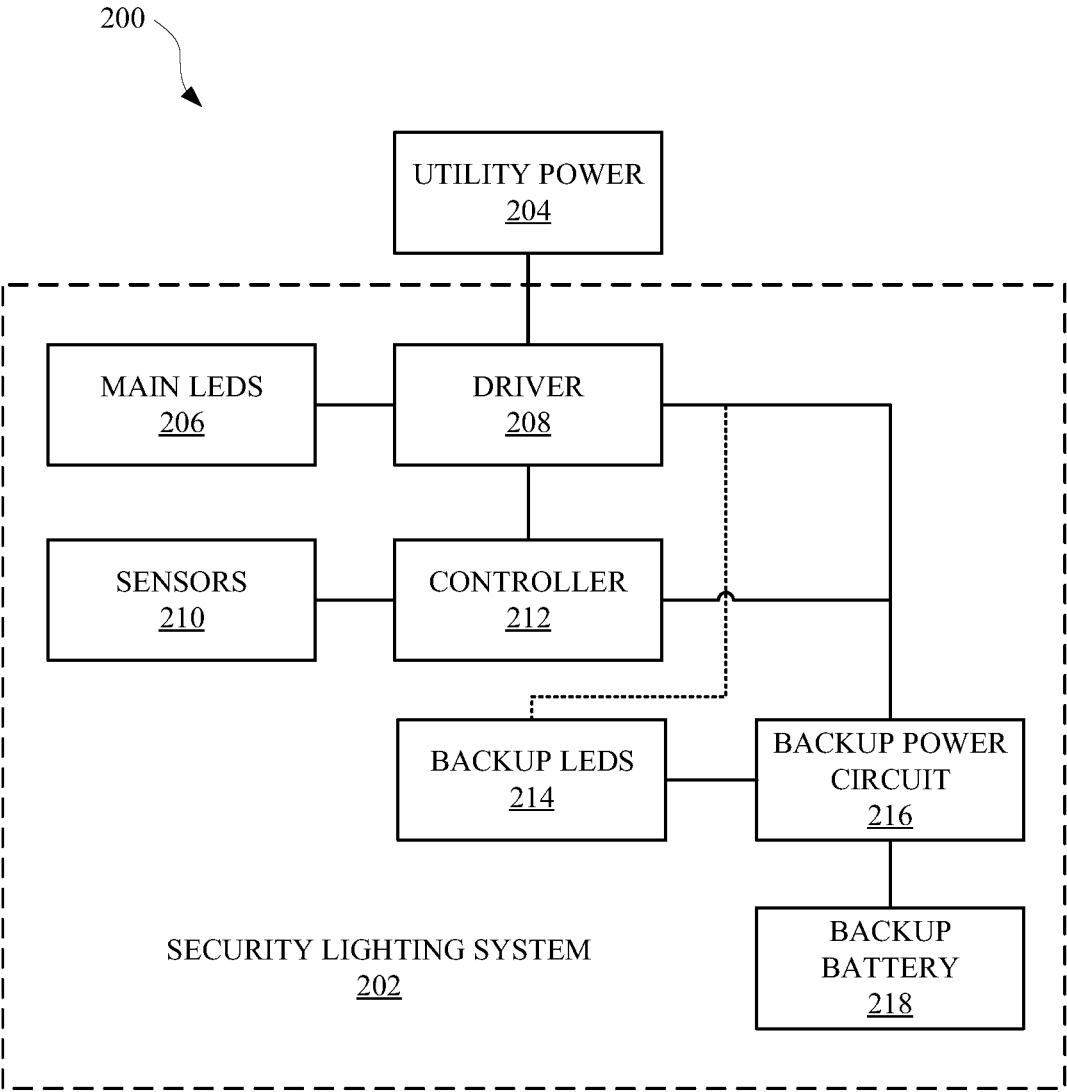 200
UTILITY POWER
204
MAIN LEDS
206
DRIVER
208
SENSORS
210
CONTROLLER
212
BACKUP LEDS
214
BACKUP POWER
CIRCUIT
216
SECURITY LIGHTING SYSTEM
202
BACKUP
BATTERY
218